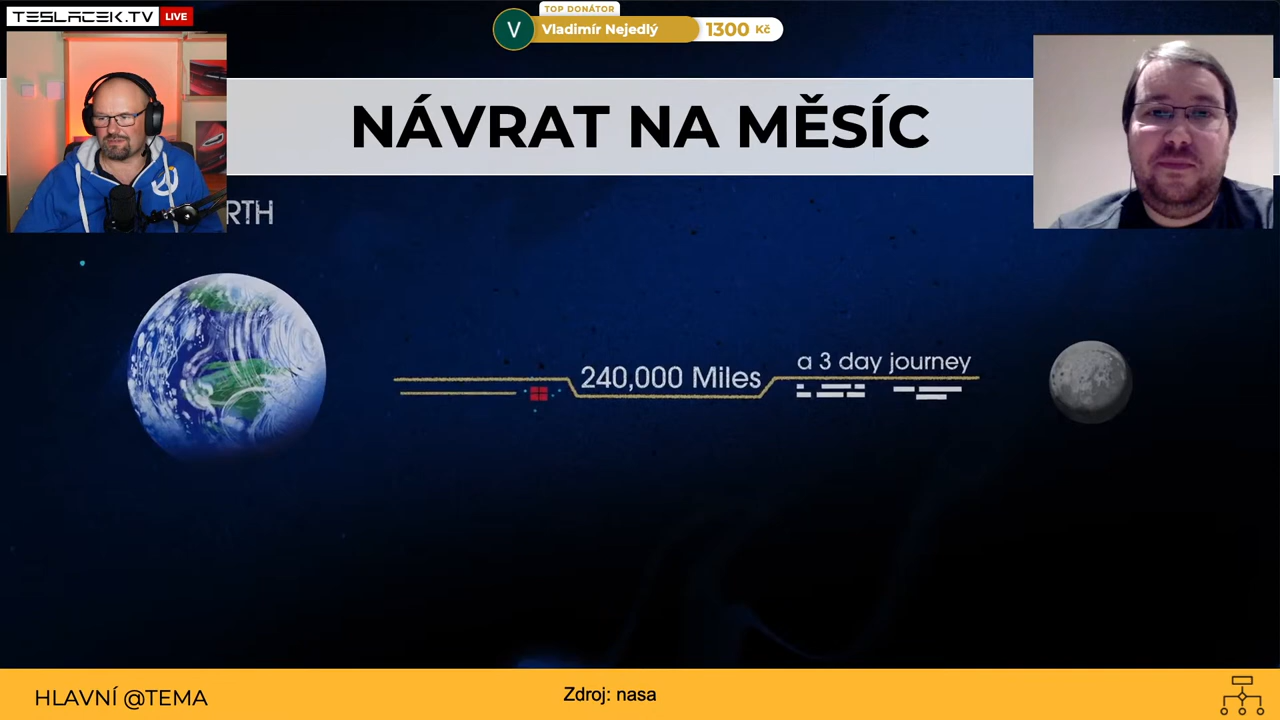 TESLACEK.TV LIVE
TOP DONÁTOR
V Vladimír Nejedlý 1300 Kč
NÁVRAT NA MĚSÍC
RTH
240,000 Miles
a 3 day journey
HLAVNÍ @TEMA
Zdroj: nasa